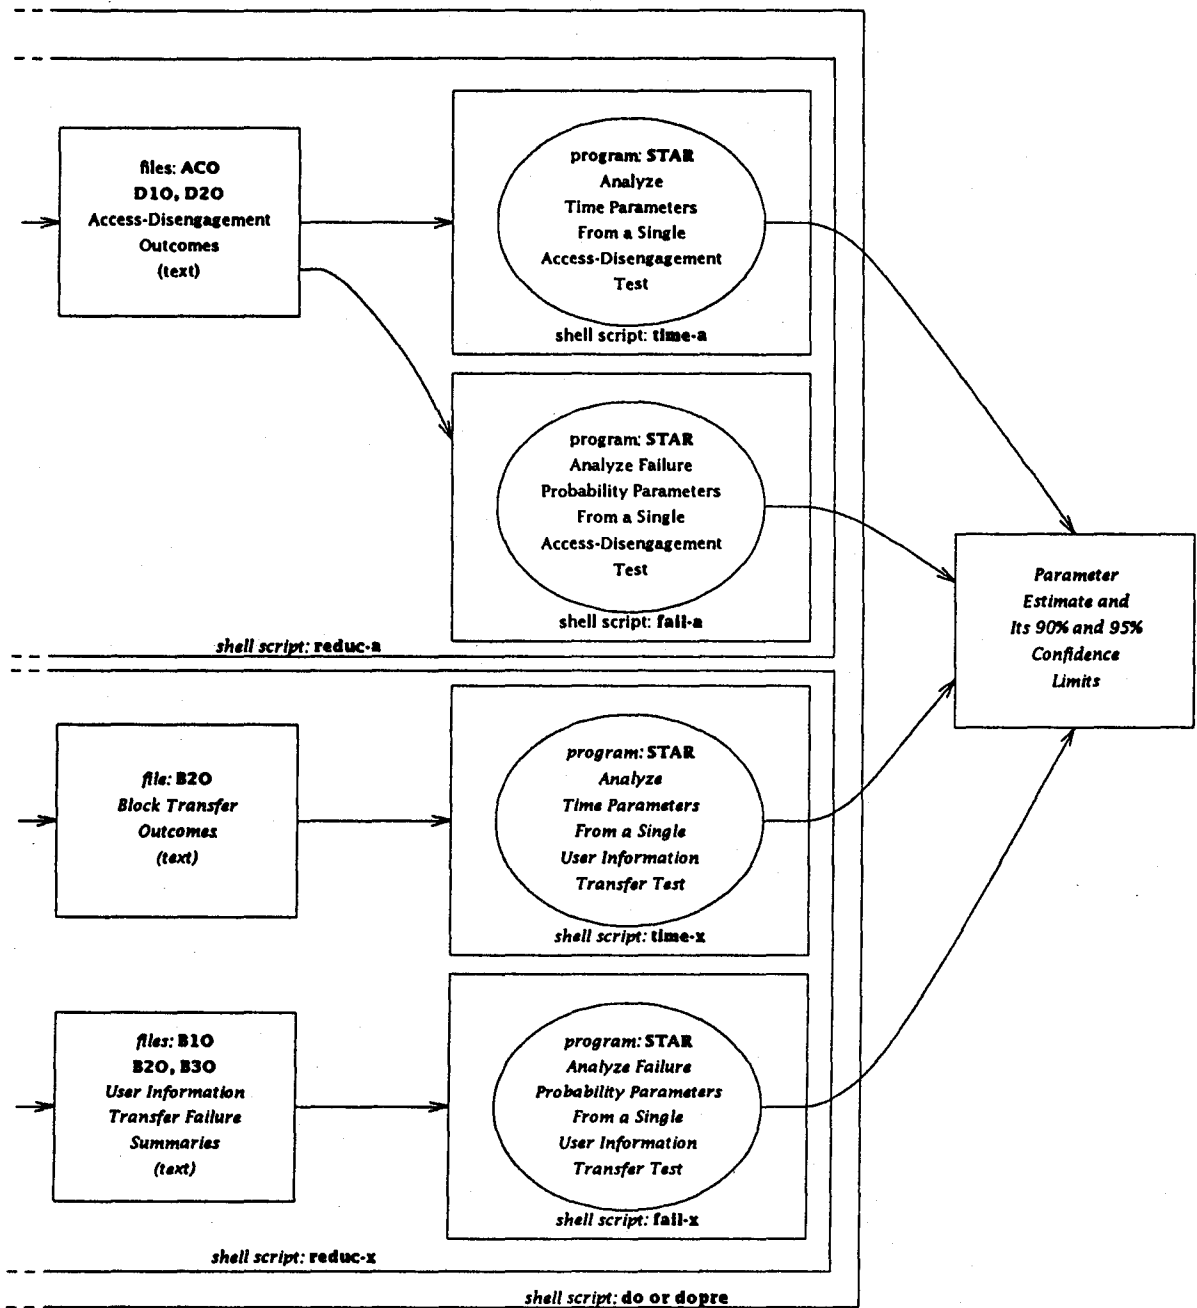 files: ACO
D1O, D2O
Access-Disengagement
Outcomes
(text)
program: STAR
Analyze
Time Parameters
From a Single
Access-Disengagement
Test
shell script: time-a
program: STAR
Analyze Failure
Probability Parameters
From a Single
Access-Disengagement
Test
shell script: fail-a
shell script: reduc-a
Parameter
Estimate and
Its 90% and 95%
Confidence
Limits
file: B2O
Block Transfer
Outcomes
(text)
program: STAR
Analyze
Time Parameters
From a Single
User Information
Transfer Test
shell script: time-x
files: B1O
B2O, B3O
User Information
Transfer Failure
Summaries
(text)
program: STAR
Analyze Failure
Probability Parameters
From a Single
User Information
Transfer Test
shell script: fail-x
shell script: reduc-x
shell script: do or dopre